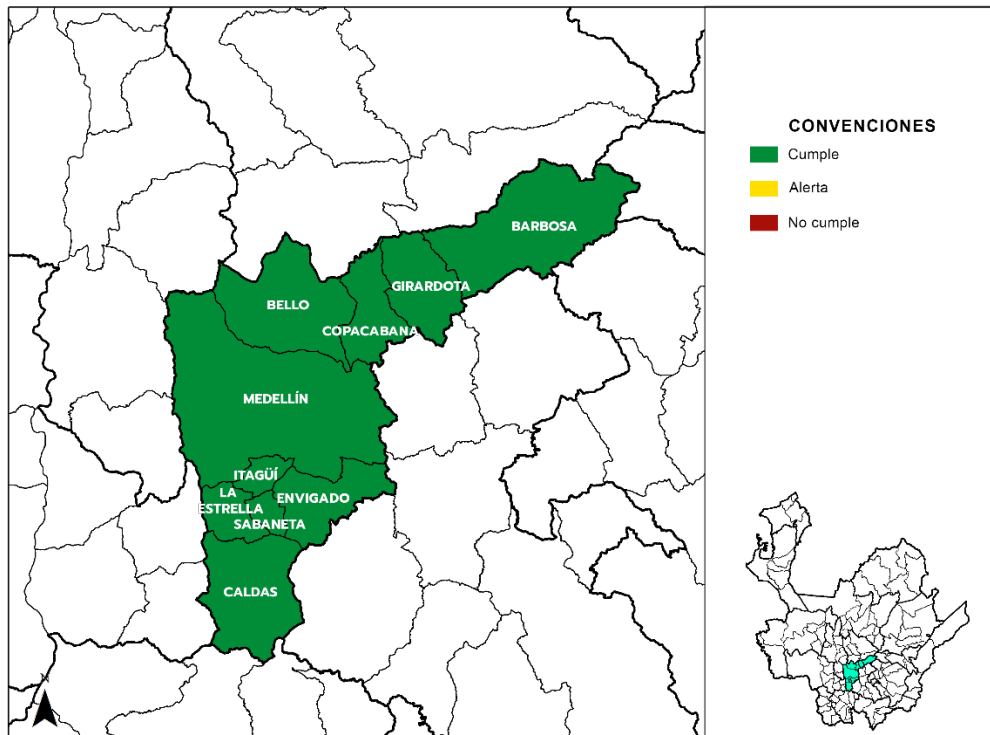 CONVENCIONES
Cumple
Alerta
No cumple
BARBOSA
GIRARDOTA
BELLO
COPACABANA
MEDELLÍN
ITAGÜÍ
LA
ESTRELLA
ENVIGADO
SABANETA
CALDAS